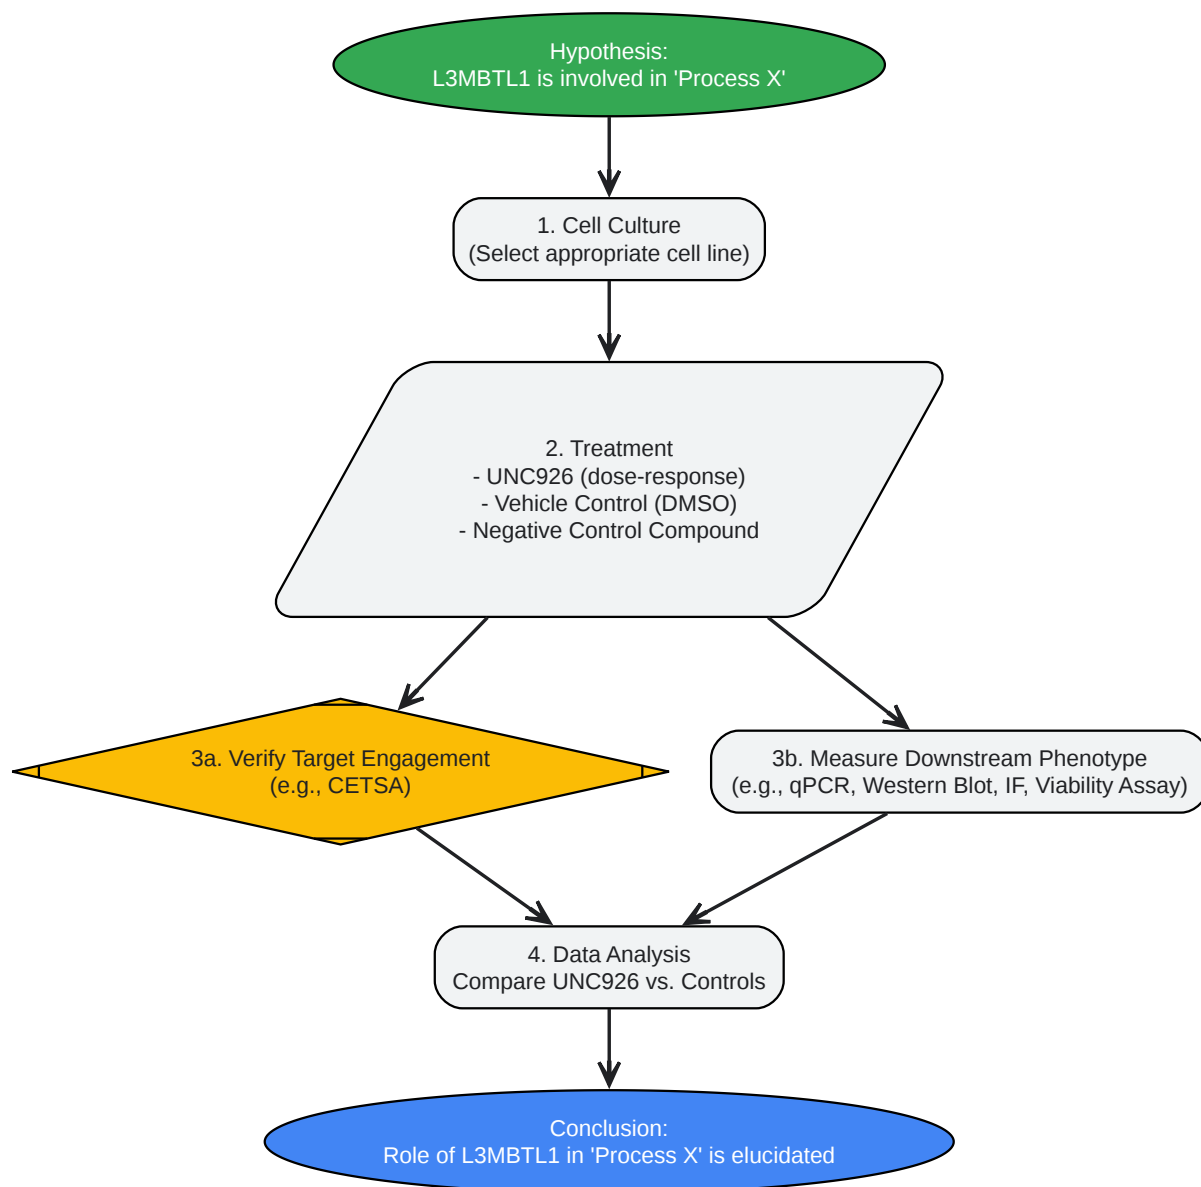 Hypothesis:
L3MBTL1 is involved in 'Process X'
1. Cell Culture
(Select appropriate cell line)
2. Treatment
- UNC926 (dose-response)
- Vehicle Control (DMSO)
- Negative Control Compound
3a. Verify Target Engagement
(e.g., CETSA)
3b. Measure Downstream Phenotype
(e.g., qPCR, Western Blot, IF, Viability Assay)
4. Data Analysis
Compare UNC926 vs. Controls
Conclusion:
Role of L3MBTL1 in 'Process X' is elucidated